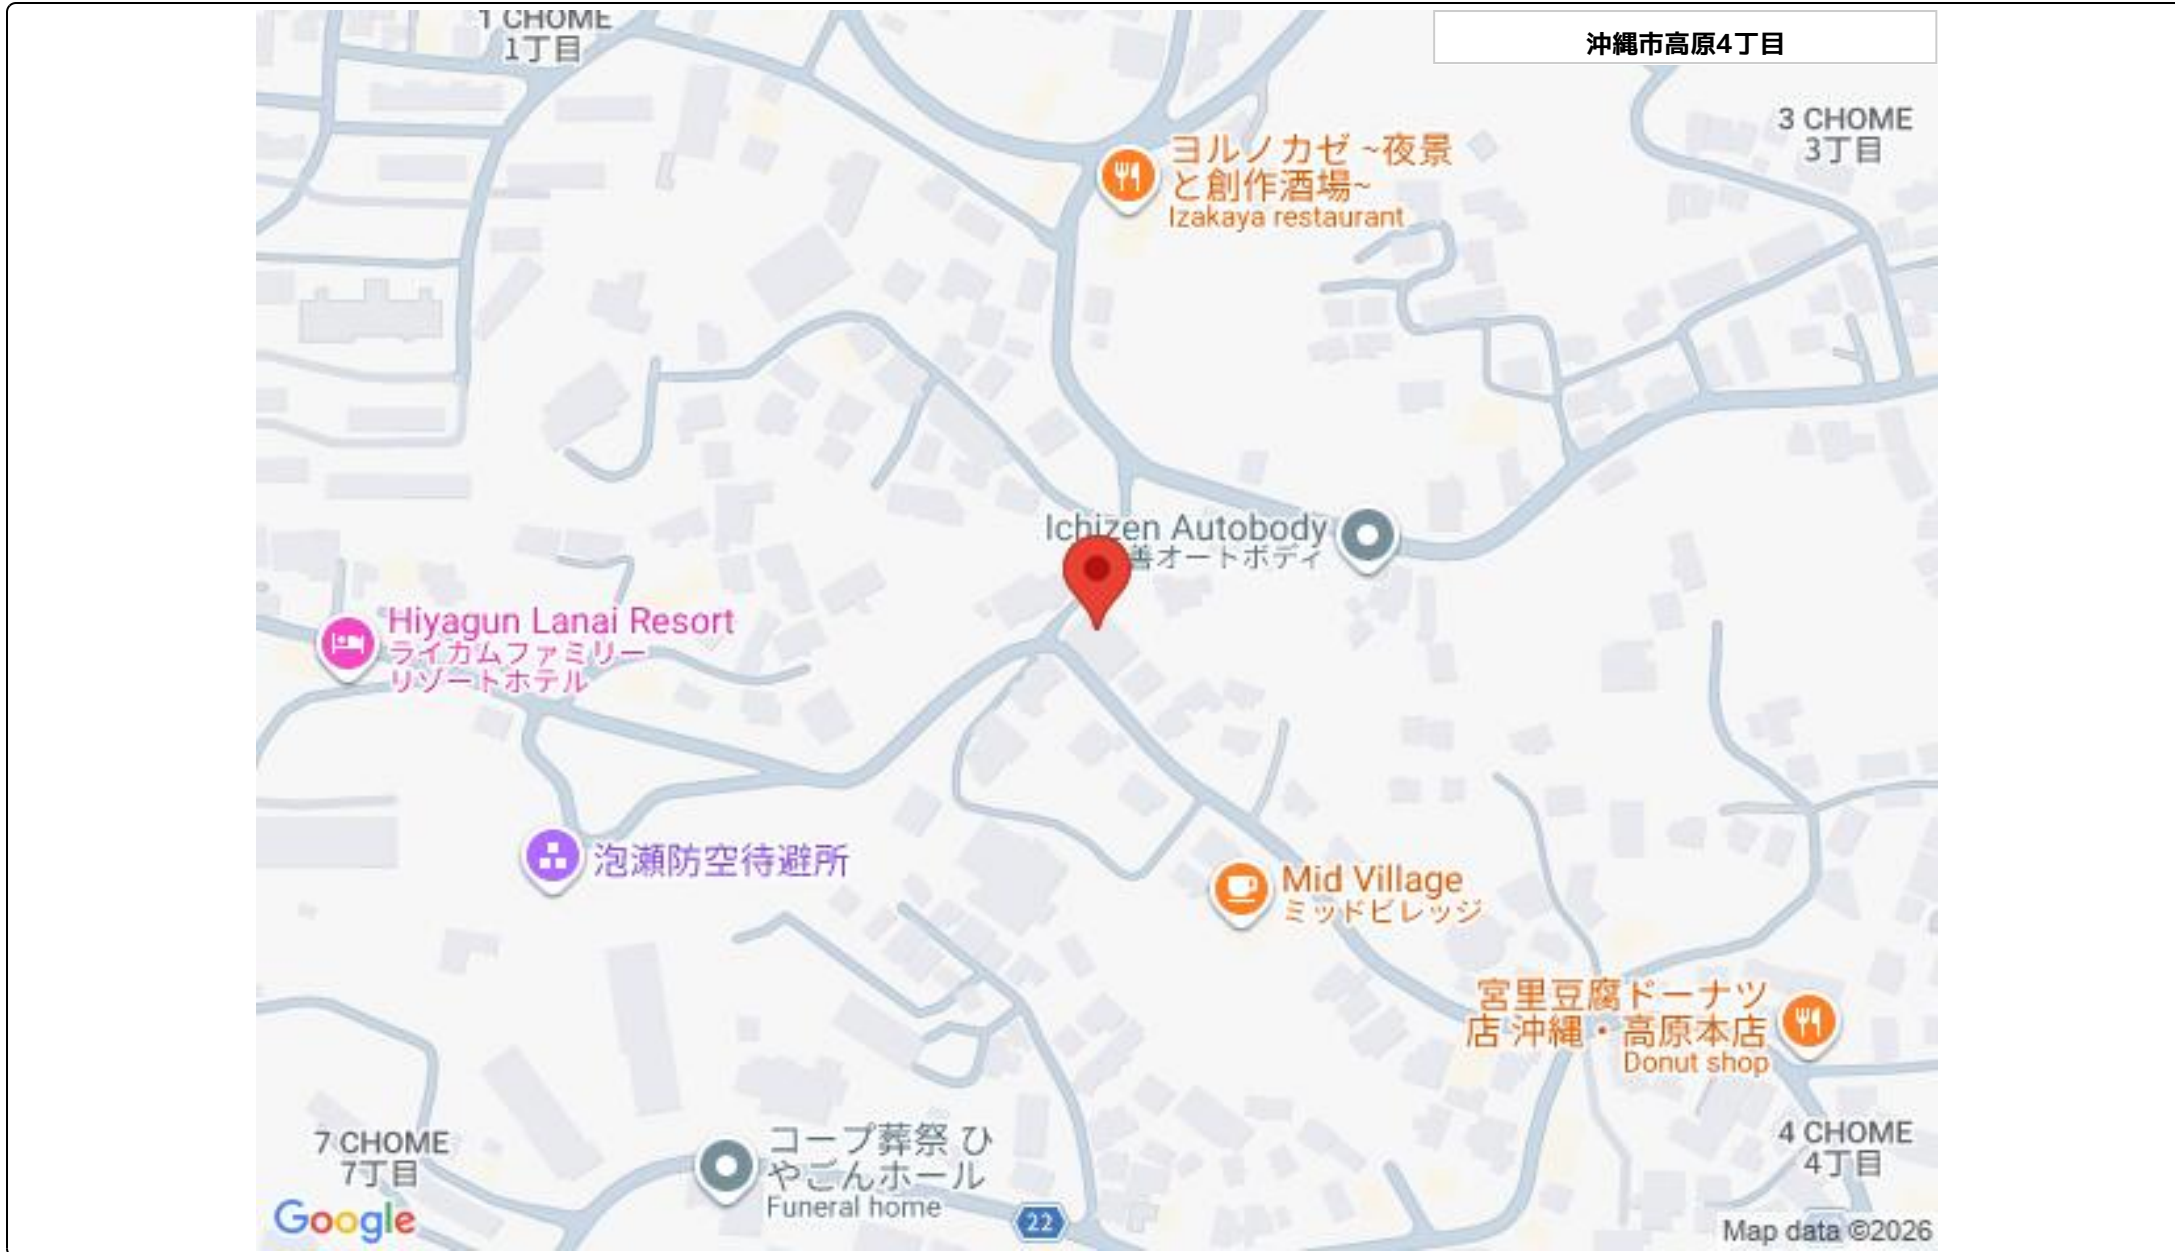 1 CHOME
1丁目
沖縄市高原4丁目
3 CHOME
3丁目
ヨルノカゼ ~夜景
と創作酒場~
Izakaya restaurant
Ichizen Autobody
善オートボディ
Hiyagun Lanai Resort
ライカムファミリー
リゾートホテル
泡瀬防空待避所
Mid Village
ミッドビレッジ
宮里豆腐ドーナツ
店 沖縄・高原本店
Donut shop
7 CHOME
7丁目
コープ葬祭 ひ
やごんホール
Funeral home
22
4 CHOME
4丁目
Google
Map data ©2026